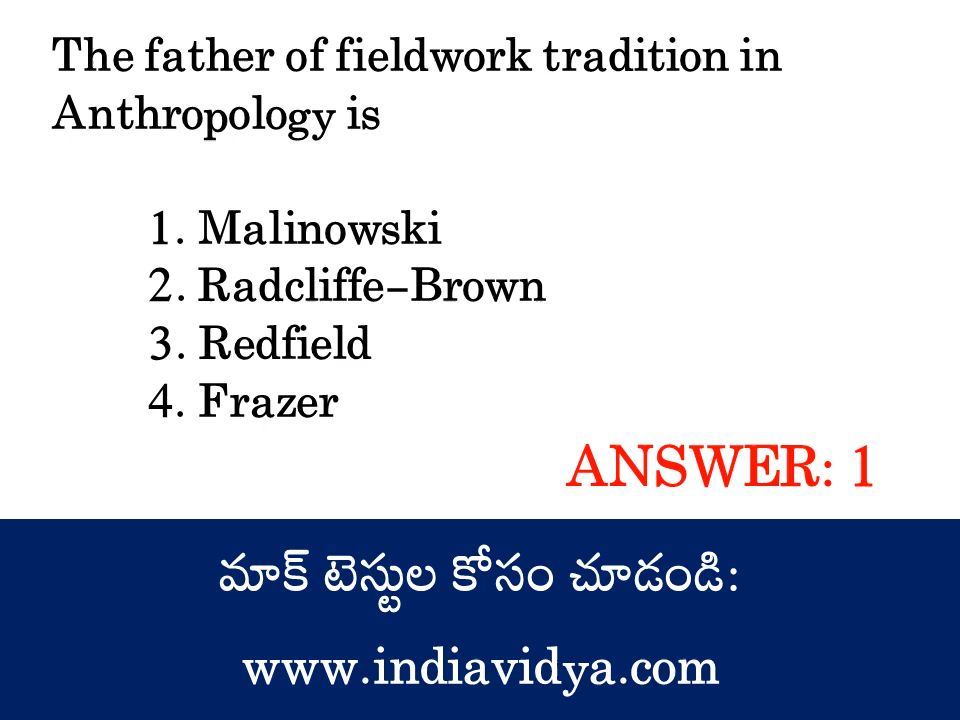 The father of fieldwork tradition in
Anthropology is
1. Malinowski
2. Radcliffe-Brown
3. Redfield
4. Frazer
ANSWER: 1
మాక్ టెస్టుల కోసం చూడండి:
www.indiavidya.com